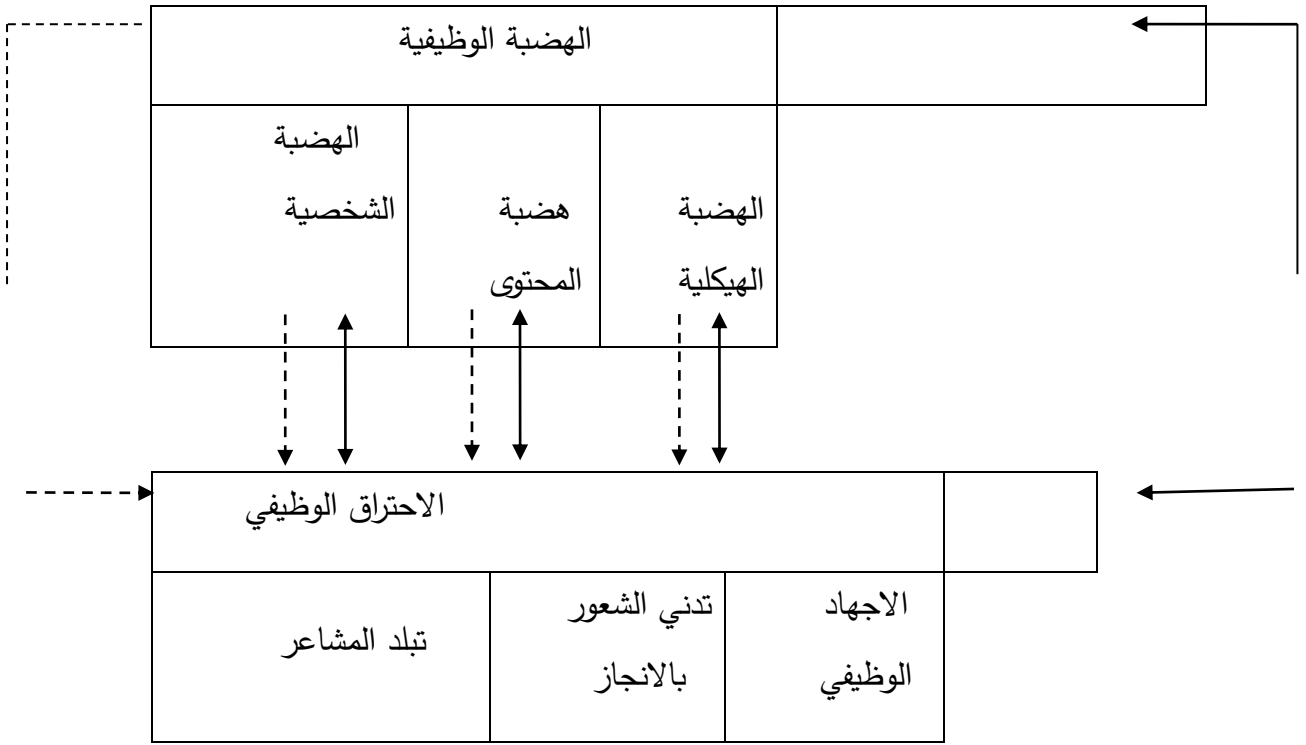 الهضبة الوظيفية
الهضبة
الهيكلية
هضبة
المحتوى
الهضبة
الشخصية
الاحتراق الوظيفي
الاجهاد
الوظيفي
تدني الشعور
بالانجاز
تبلد المشاعر